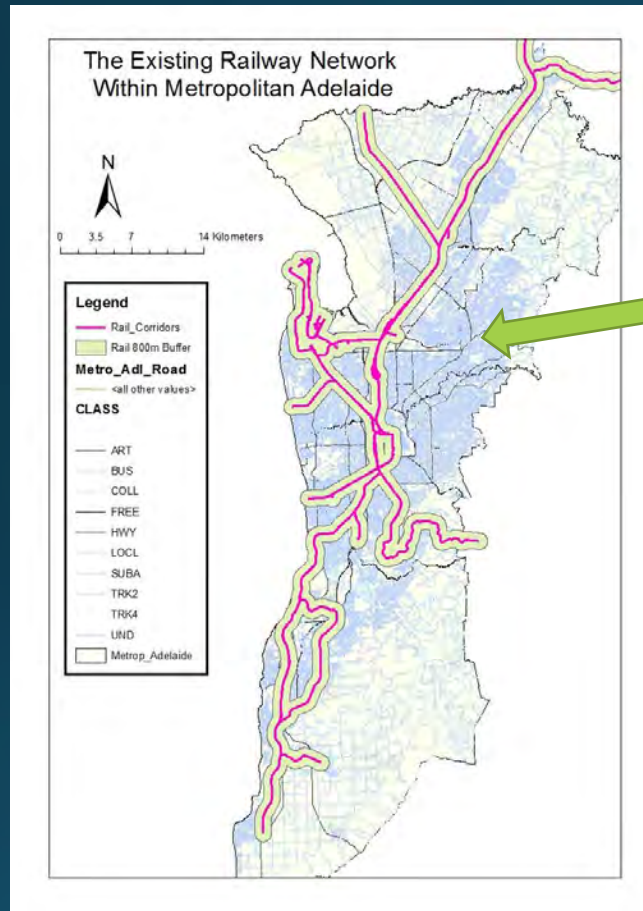 The Existing Railway Network
Within Metropolitan Adelaide
N
0 3.5 7 14 Kilometers
Legend
Rail_Corridors
Rail 800m Buffer
Metro_Adl_Road
<all other values>
CLASS
ART
BUS
COLL
FREE
HWY
LOCL
SUBA
TRK2
TRK4
UND
Metrop_Adelaide